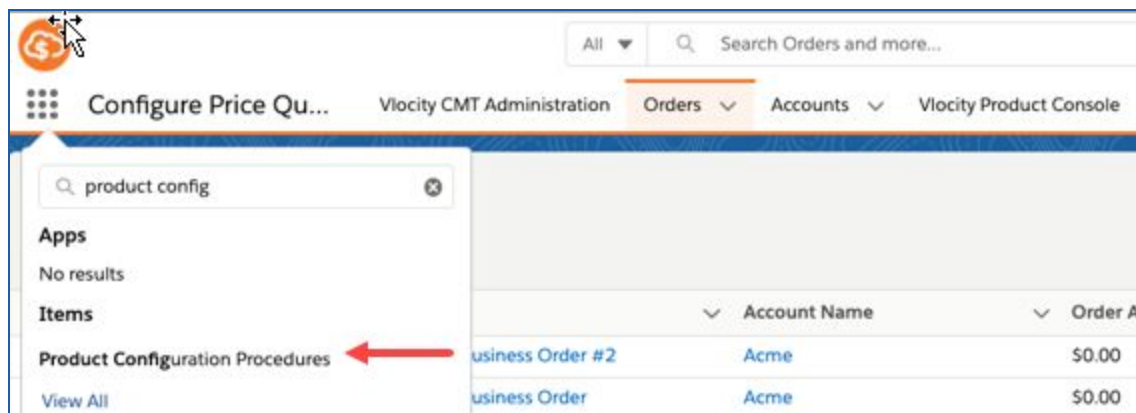 All Search Orders and more...
Configure Price Qu... Vlocity CMT Administration Orders Accounts Vlocity Product Console
product config
Apps
No results
Items
Account Name Order A
Product Configuration Procedures usiness Order #2 Acme $0.00
View All usiness Order Acme $0.00